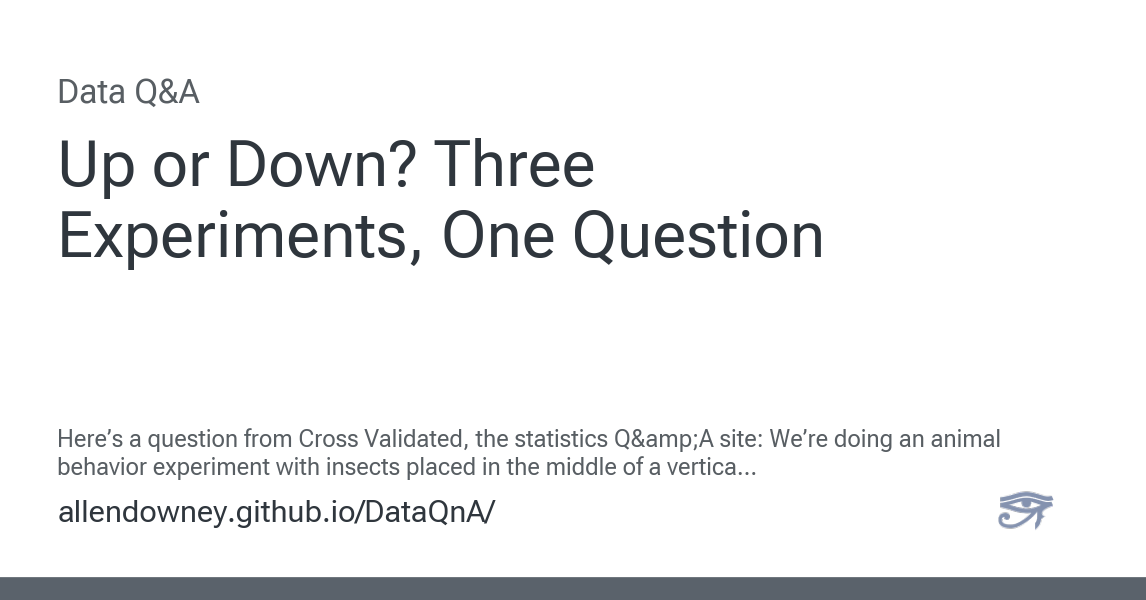 Data Q&A
Up or Down? Three
Experiments, One Question
Here’s a question from Cross Validated, the statistics Q&amp;A site: We’re doing an animal
behavior experiment with insects placed in the middle of a vertica...
allendowney.github.io/DataQnA/